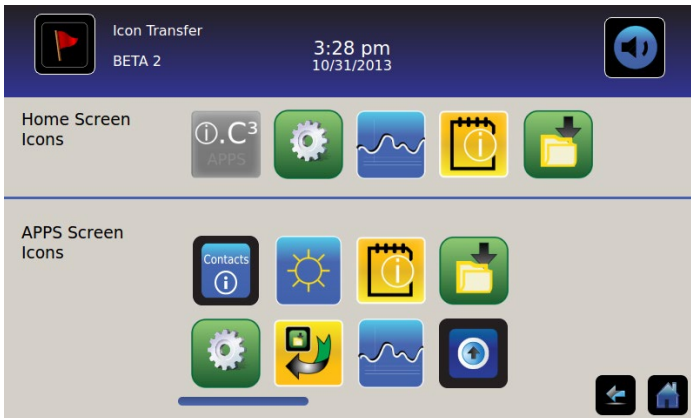 Icon Transfer
BETA 2
3:28 pm
10/31/2013
Home Screen
Icons
ⓘ.C³
APPS
APPS Screen
Icons
Contacts
i